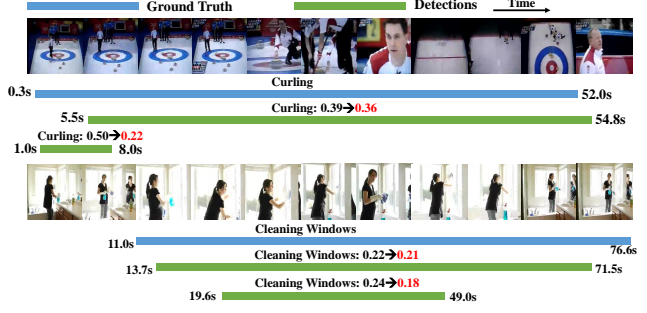 Ground Truth Detections Time
Curling
0.3s 52.0s
Curling: 0.39→0.36
5.5s 54.8s
Curling: 0.50→0.22
1.0s 8.0s
Cleaning Windows
11.0s 76.6s
Cleaning Windows: 0.22→0.21
13.7s 71.5s
Cleaning Windows: 0.24→0.18
19.6s 49.0s